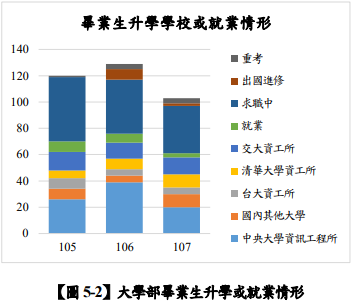 畢業生升學學校或就業情形
140
120
100
80
60
40
20
0
105
106
107
重考
出國進修
求職中
就業
交大資工所
清華大學資工所
台大資工所
國內其他大學
中央大學資訊工程所
【圖 5-2】大學部畢業生升學或就業情形